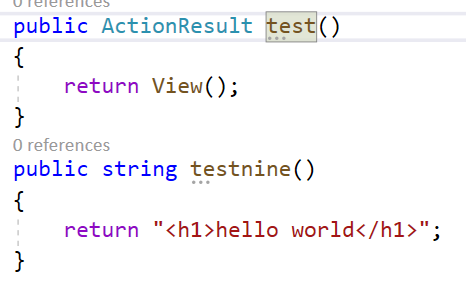 0 references
public ActionResult test()
{
return View();
}
0 references
public string testnine()
{
return "<h1>hello world</h1>";
}